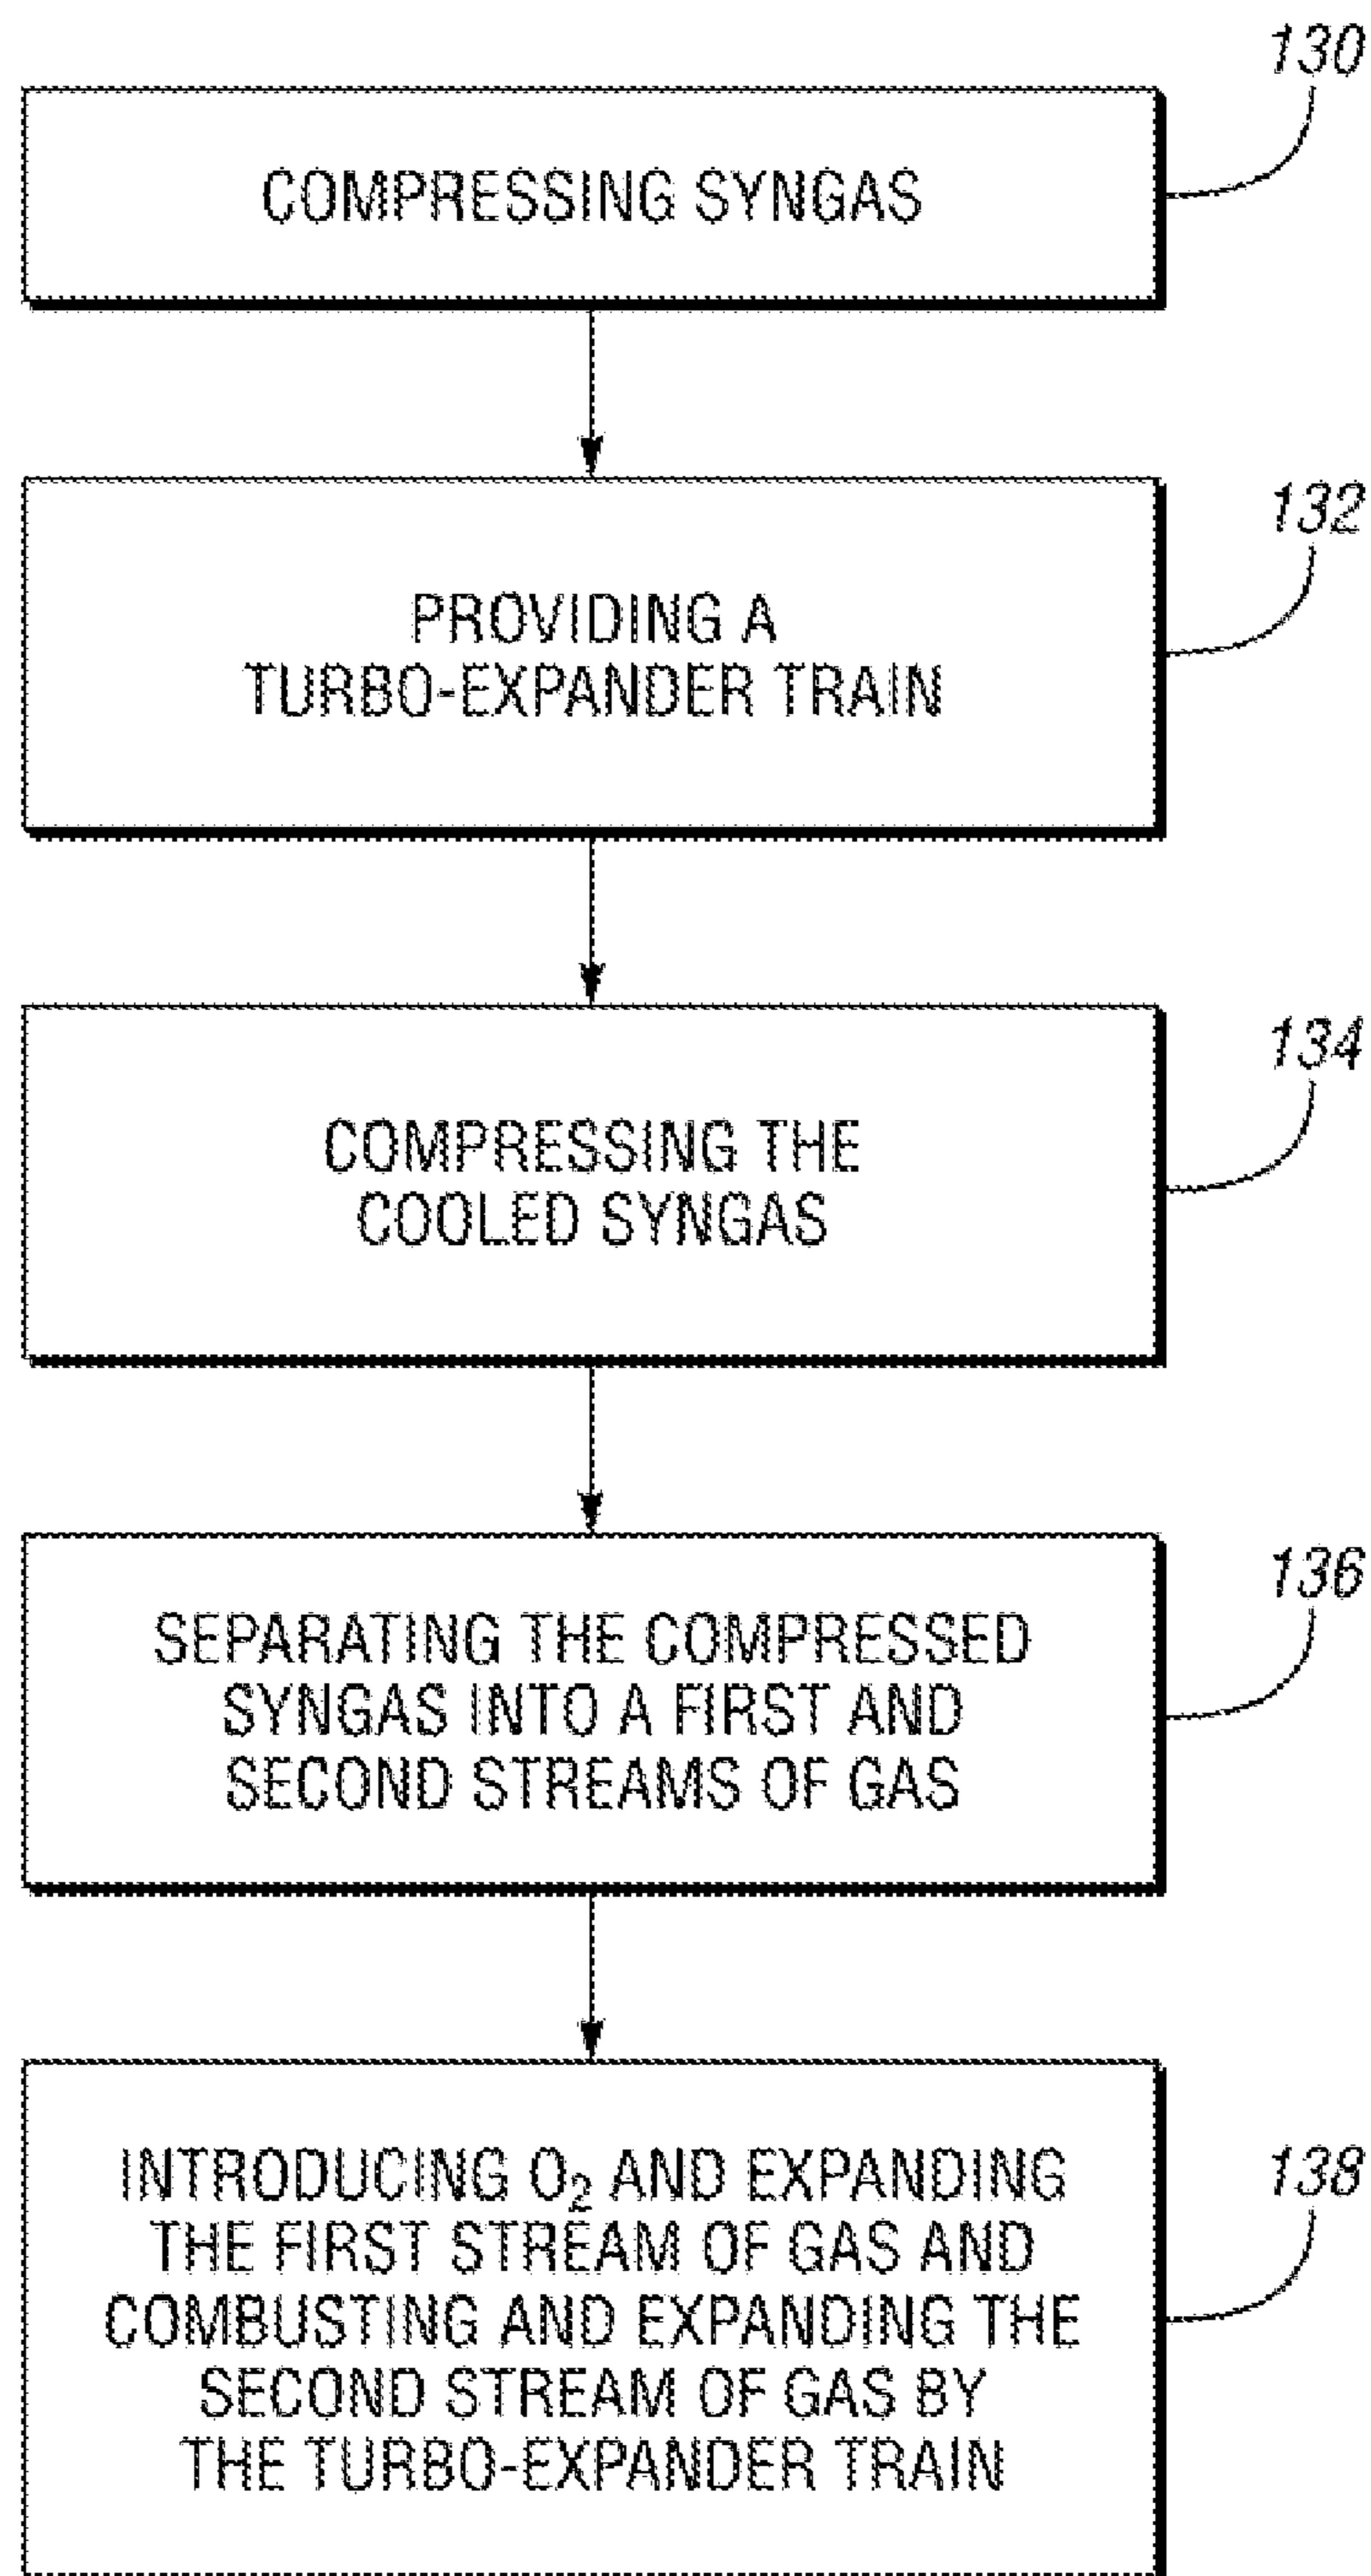 130
COMPRESSING SYNGAS
132
PROVIDING A
TURBO-EXPANDER TRAIN
134
COMPRESSING THE
COOLED SYNGAS
136
SEPARATING THE COMPRESSED
SYNGAS INTO A FIRST AND
SECOND STREAMS OF GAS
138
INTRODUCING O₂ AND EXPANDING
THE FIRST STREAM OF GAS AND
COMBUSTING AND EXPANDING THE
SECOND STREAM OF GAS BY
THE TURBO-EXPANDER TRAIN